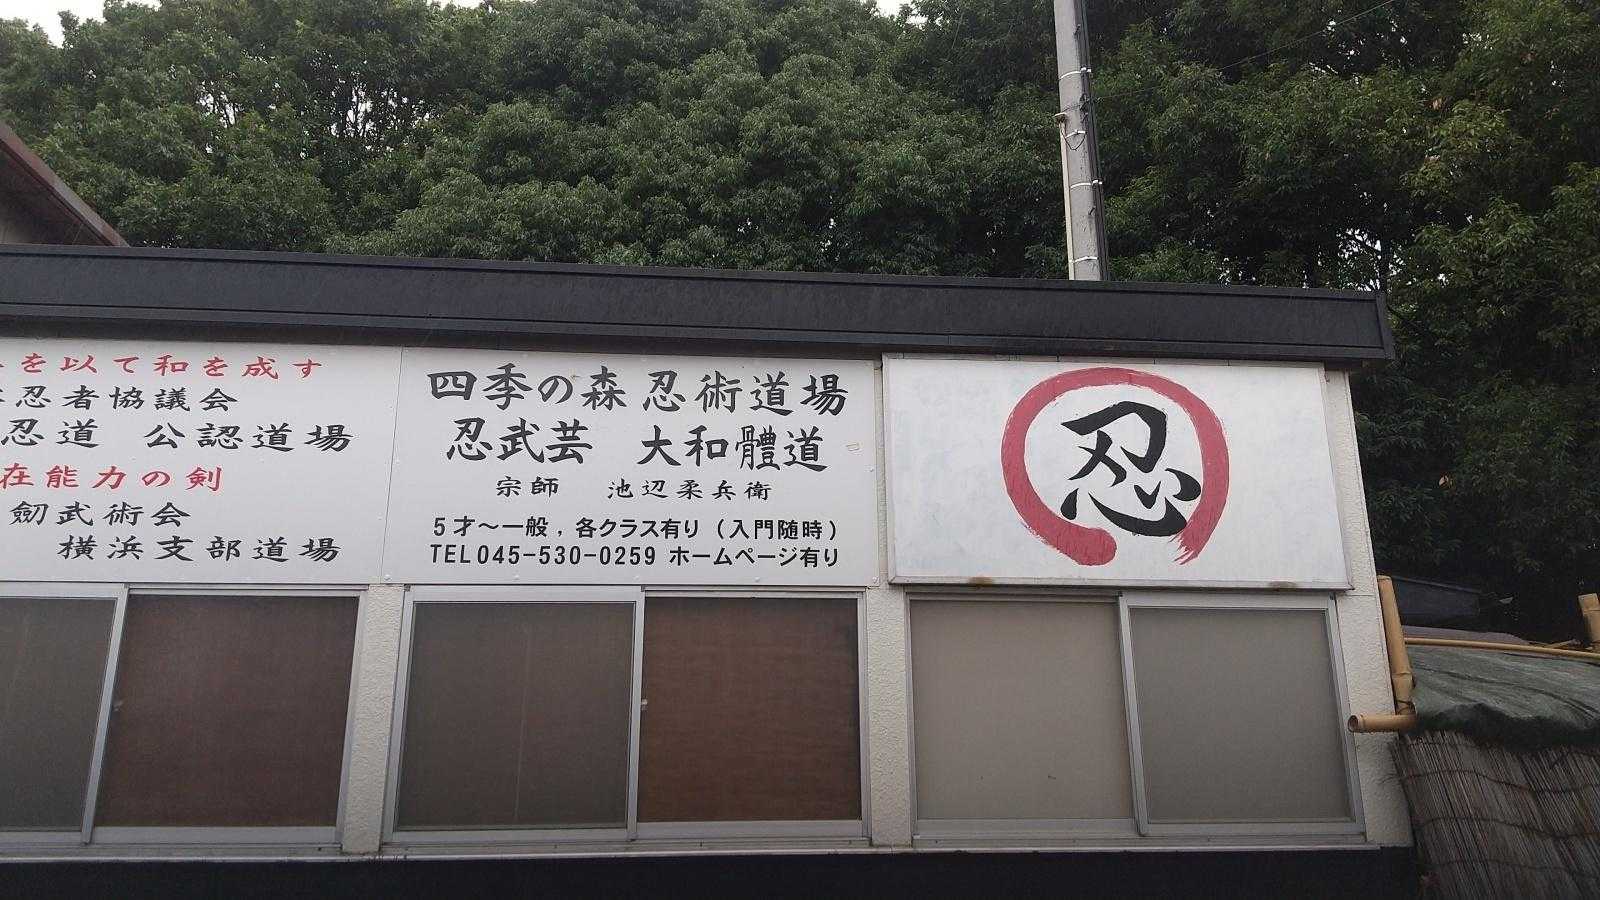 を以て和を成す
忍者協議会
忍道 公認道場
在能力の剣
劒武術会
横浜支部道場
四季の森 忍術道場
忍武芸 大和體道
宗師 池辺柔兵衛
5才～一般，各クラス有り（入門随時）
TEL045-530-0259 ホームページ有り
忍